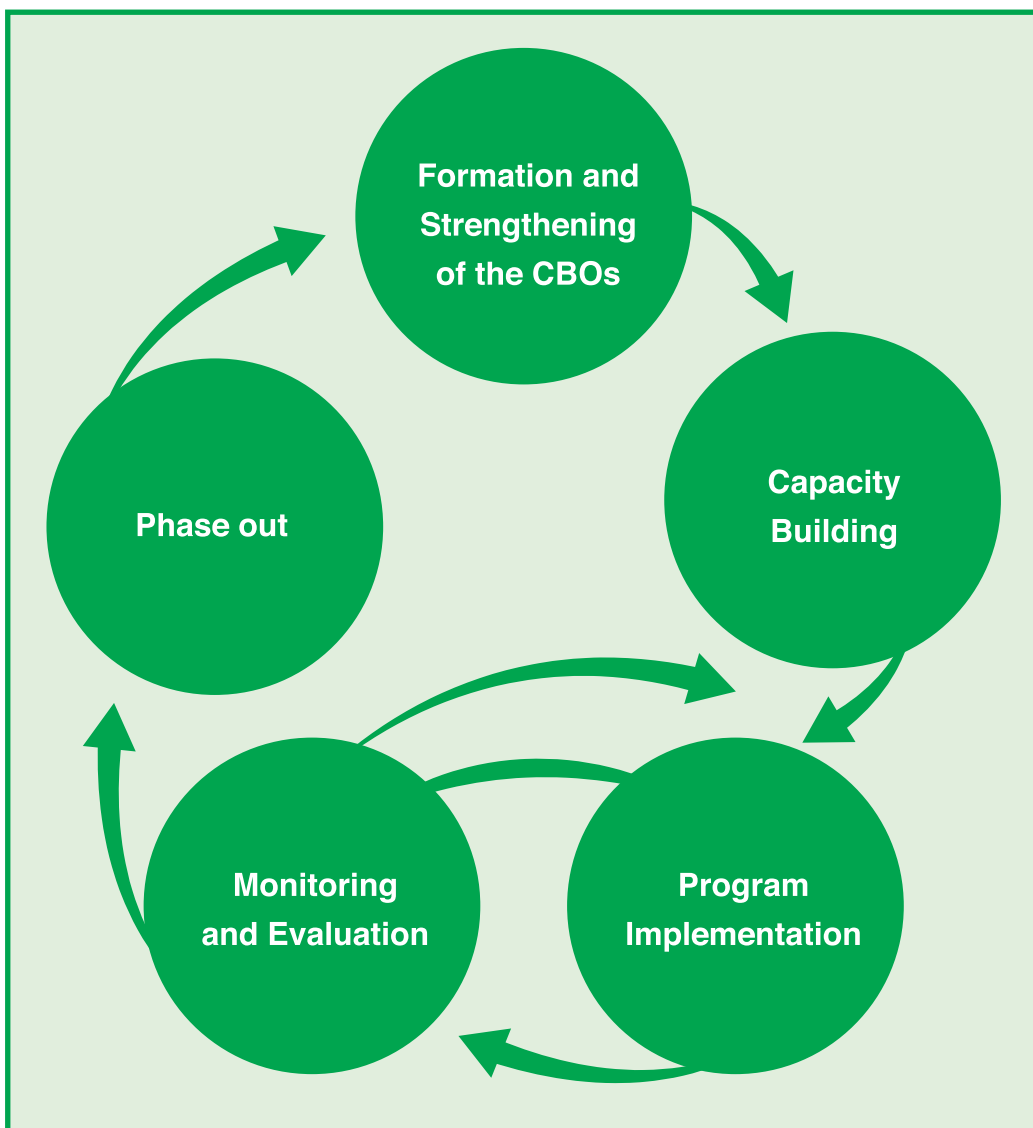 Formation and
Strengthening
of the CBOs
Capacity
Building
Phase out
Monitoring
and Evaluation
Program
Implementation